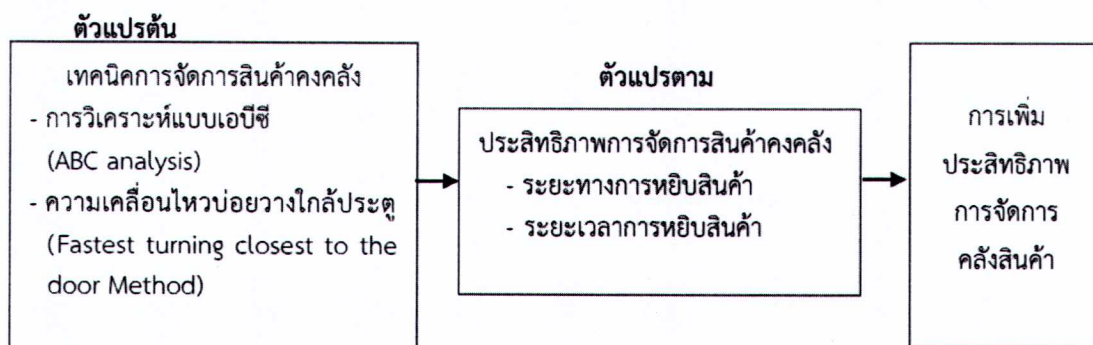 ตัวแปรต้น
เทคนิคการจัดการสินค้าคงคลัง
- การวิเคราะห์แบบเอบีซี
(ABC analysis)
- ความเคลื่อนไหวบ่อยวางใกล้ประตู
(Fastest turning closest to the
door Method)
ตัวแปรตาม
ประสิทธิภาพการจัดการสินค้าคงคลัง
- ระยะทางการหยิบสินค้า
- ระยะเวลาการหยิบสินค้า
การเพิ่ม
ประสิทธิภาพ
การจัดการ
คลังสินค้า